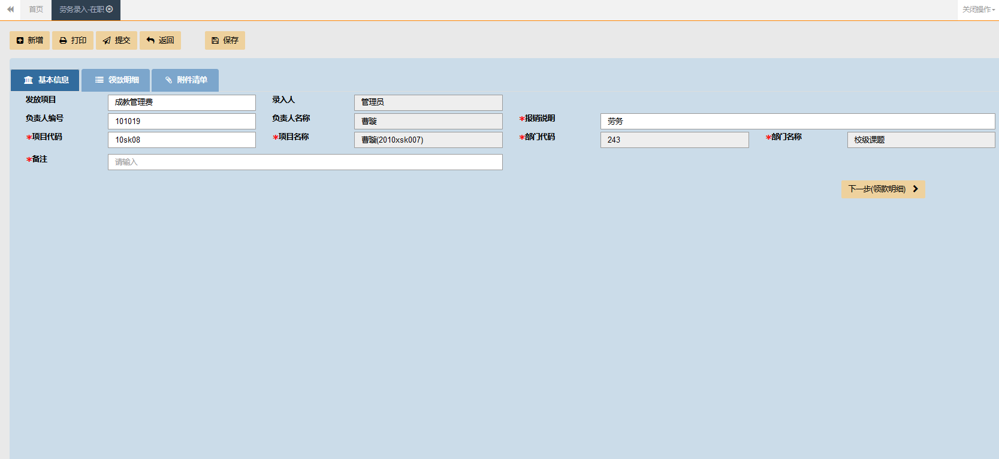 首页 劳务录入-在职 关闭操作
新增 打印 提交 返回 保存
基本信息 领款明细 附件清单
发放项目 成教管理费 录入人 管理员
负责人编号 101019 负责人名称 曹璇 *报销说明 劳务
*项目代码 10sk08 *项目名称 曹璇(2010xsk007) *部门代码 243 *部门名称 校级课题
*备注 请输入
下一步(领款明细)